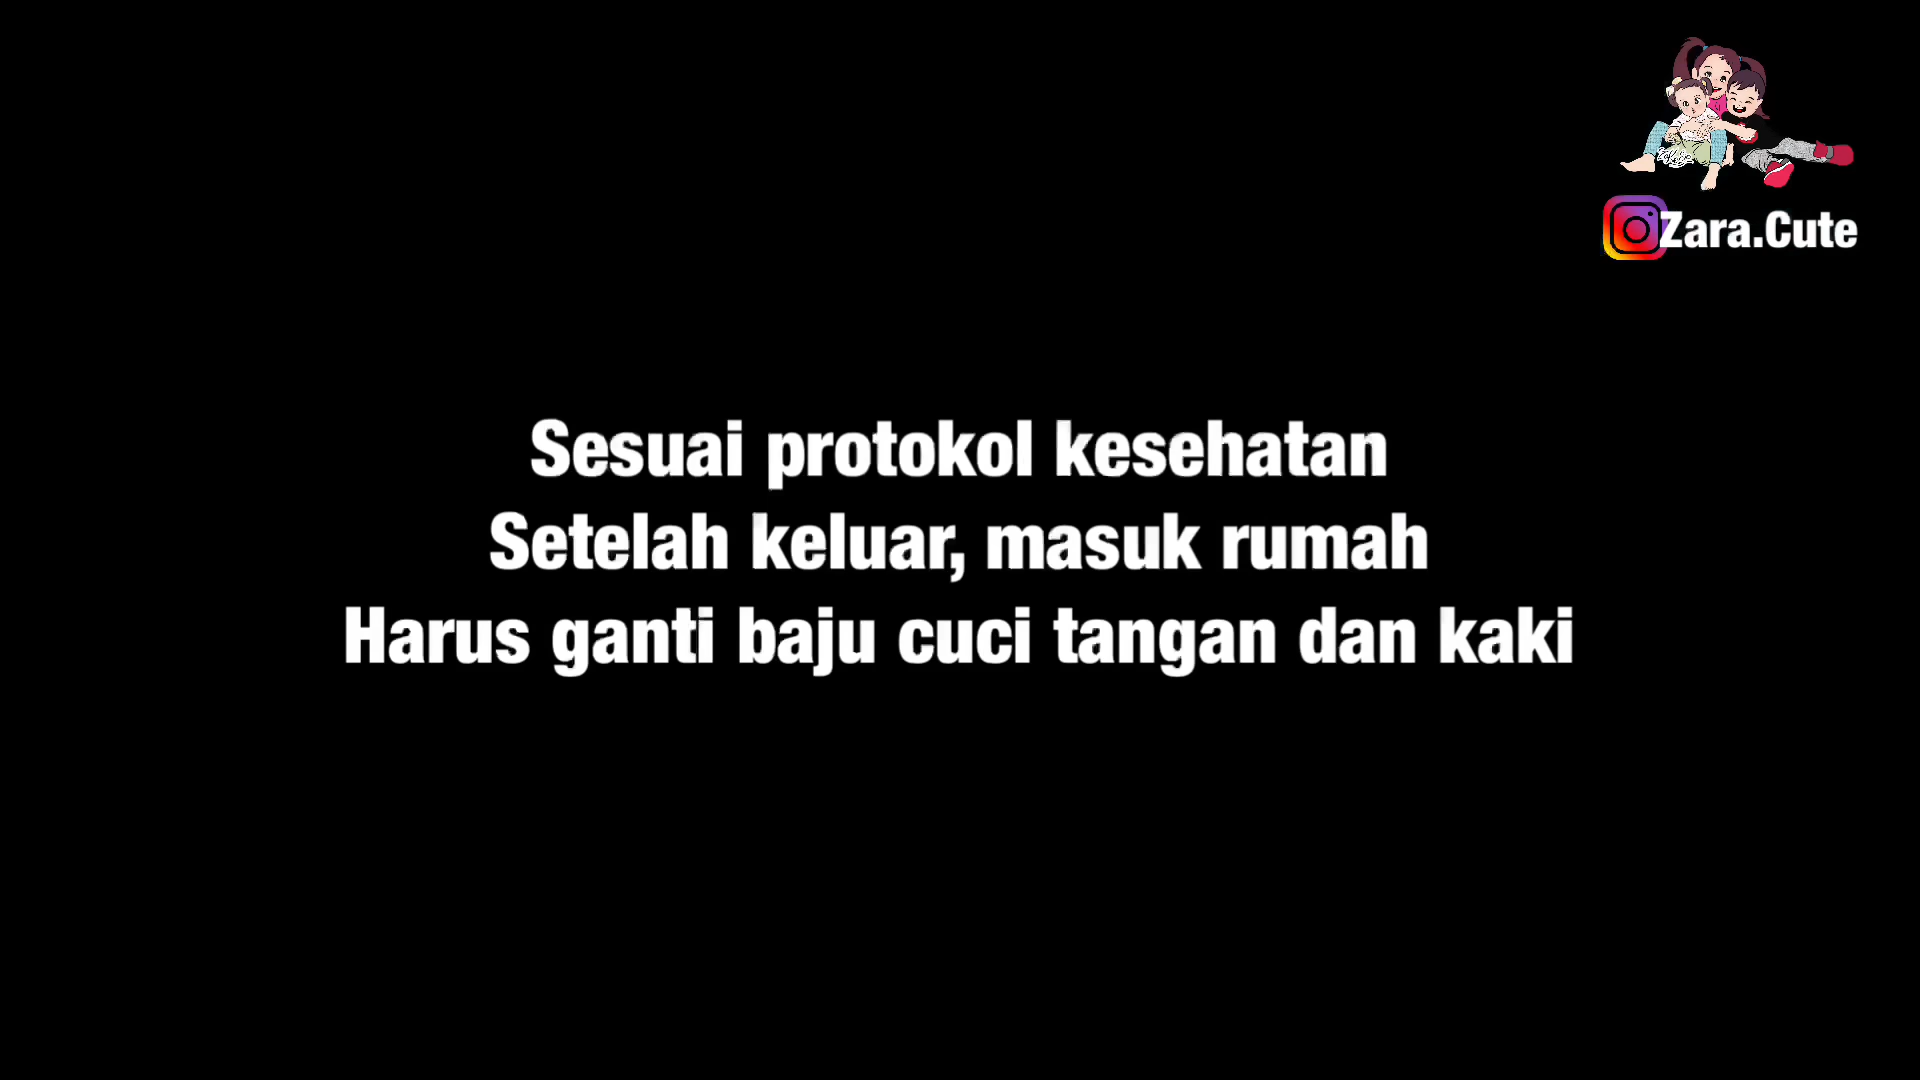 Zara.Cute
Sesuai protokol kesehatan
Setelah keluar, masuk rumah
Harus ganti baju cuci tangan dan kaki